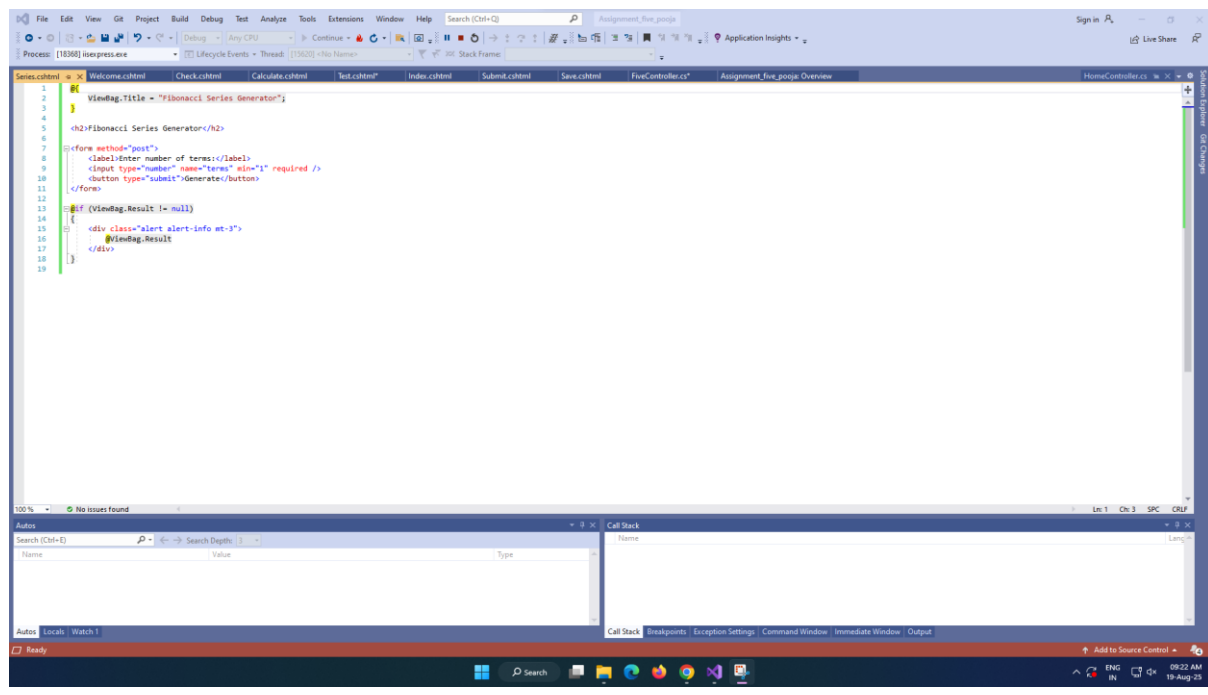 File Edit View Git Project Build Debug Test Analyze Tools Extensions Window Help Search (Ctrl+Q) Assignment_five_pooja Sign in
Debug Any CPU Continue Application Insights Live Share
Process: [18368] iisexpress.exe Lifecycle Events Thread: [15620] <No Name> Stack Frame:
Series.cshtml Welcome.cshtml Check.cshtml Calculate.cshtml Test.cshtml* Index.cshtml Submit.cshtml Save.cshtml FiveController.cs* Assignment_five_pooja: Overview HomeController.cs
1 @{
2 ViewBag.Title = "Fibonacci Series Generator";
3 }
4
5 <h2>Fibonacci Series Generator</h2>
6
7 <form method="post">
8 <label>Enter number of terms:</label>
9 <input type="number" name="terms" min="1" required />
10 <button type="submit">Generate</button>
11 </form>
12
13 @if (ViewBag.Result != null)
14 {
15 <div class="alert alert-info mt-3">
16 @ViewBag.Result
17 </div>
18 }
19
Solution Explorer
Git Changes
100 % No issues found Ln: 1 Ch: 3 SPC CRLF
Autos Call Stack
Search (Ctrl+E) Search Depth: 3 Name Lang
Name Value Type
Autos Locals Watch 1 Call Stack Breakpoints Exception Settings Command Window Immediate Window Output
Ready Add to Source Control
Search ENG 09:22 AM
IN 19-Aug-25